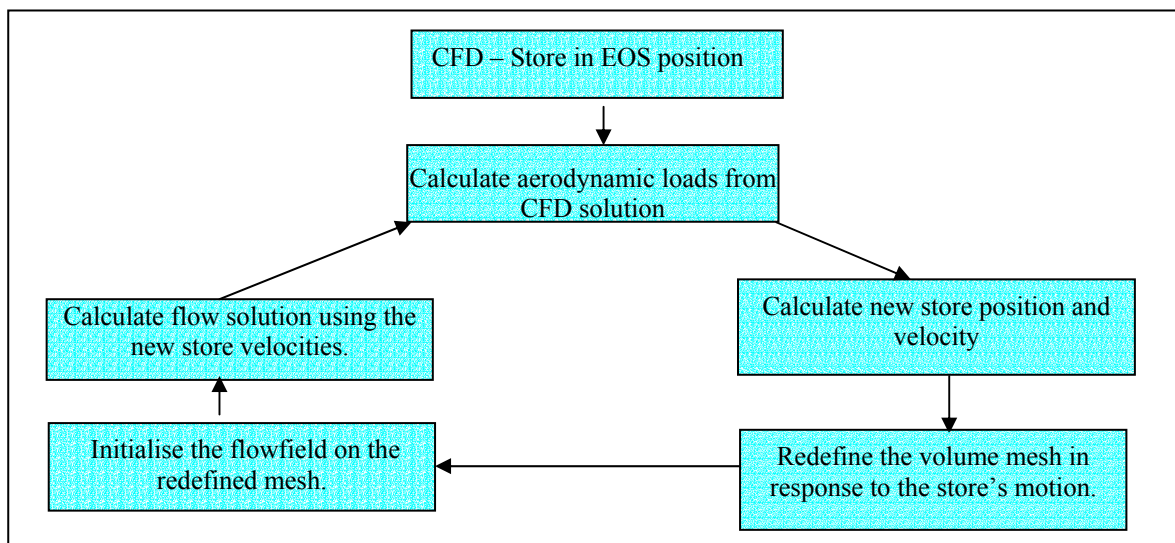 CFD – Store in EOS position
Calculate aerodynamic loads from
CFD solution
Calculate new store position and
velocity
Redefine the volume mesh in
response to the store’s motion.
Initialise the flowfield on the
redefined mesh.
Calculate flow solution using the
new store velocities.